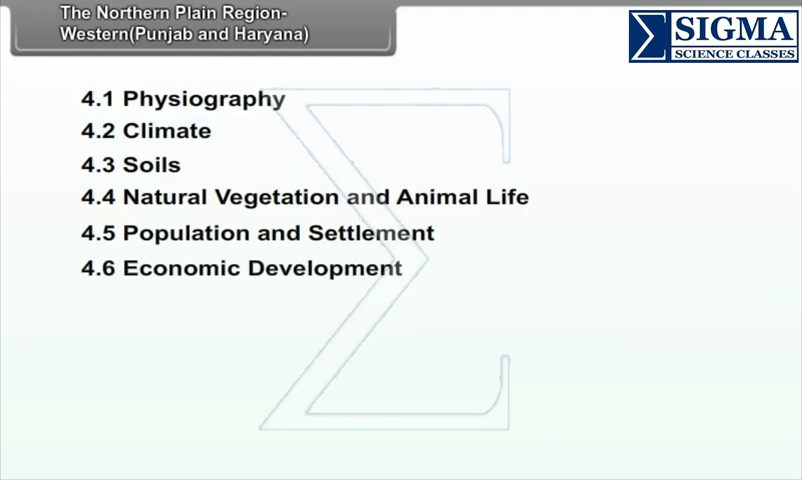 The Northern Plain Region-
Western(Punjab and Haryana)
SIGMA
SCIENCE CLASSES
4.1 Physiography
4.2 Climate
4.3 Soils
4.4 Natural Vegetation and Animal Life
4.5 Population and Settlement
4.6 Economic Development